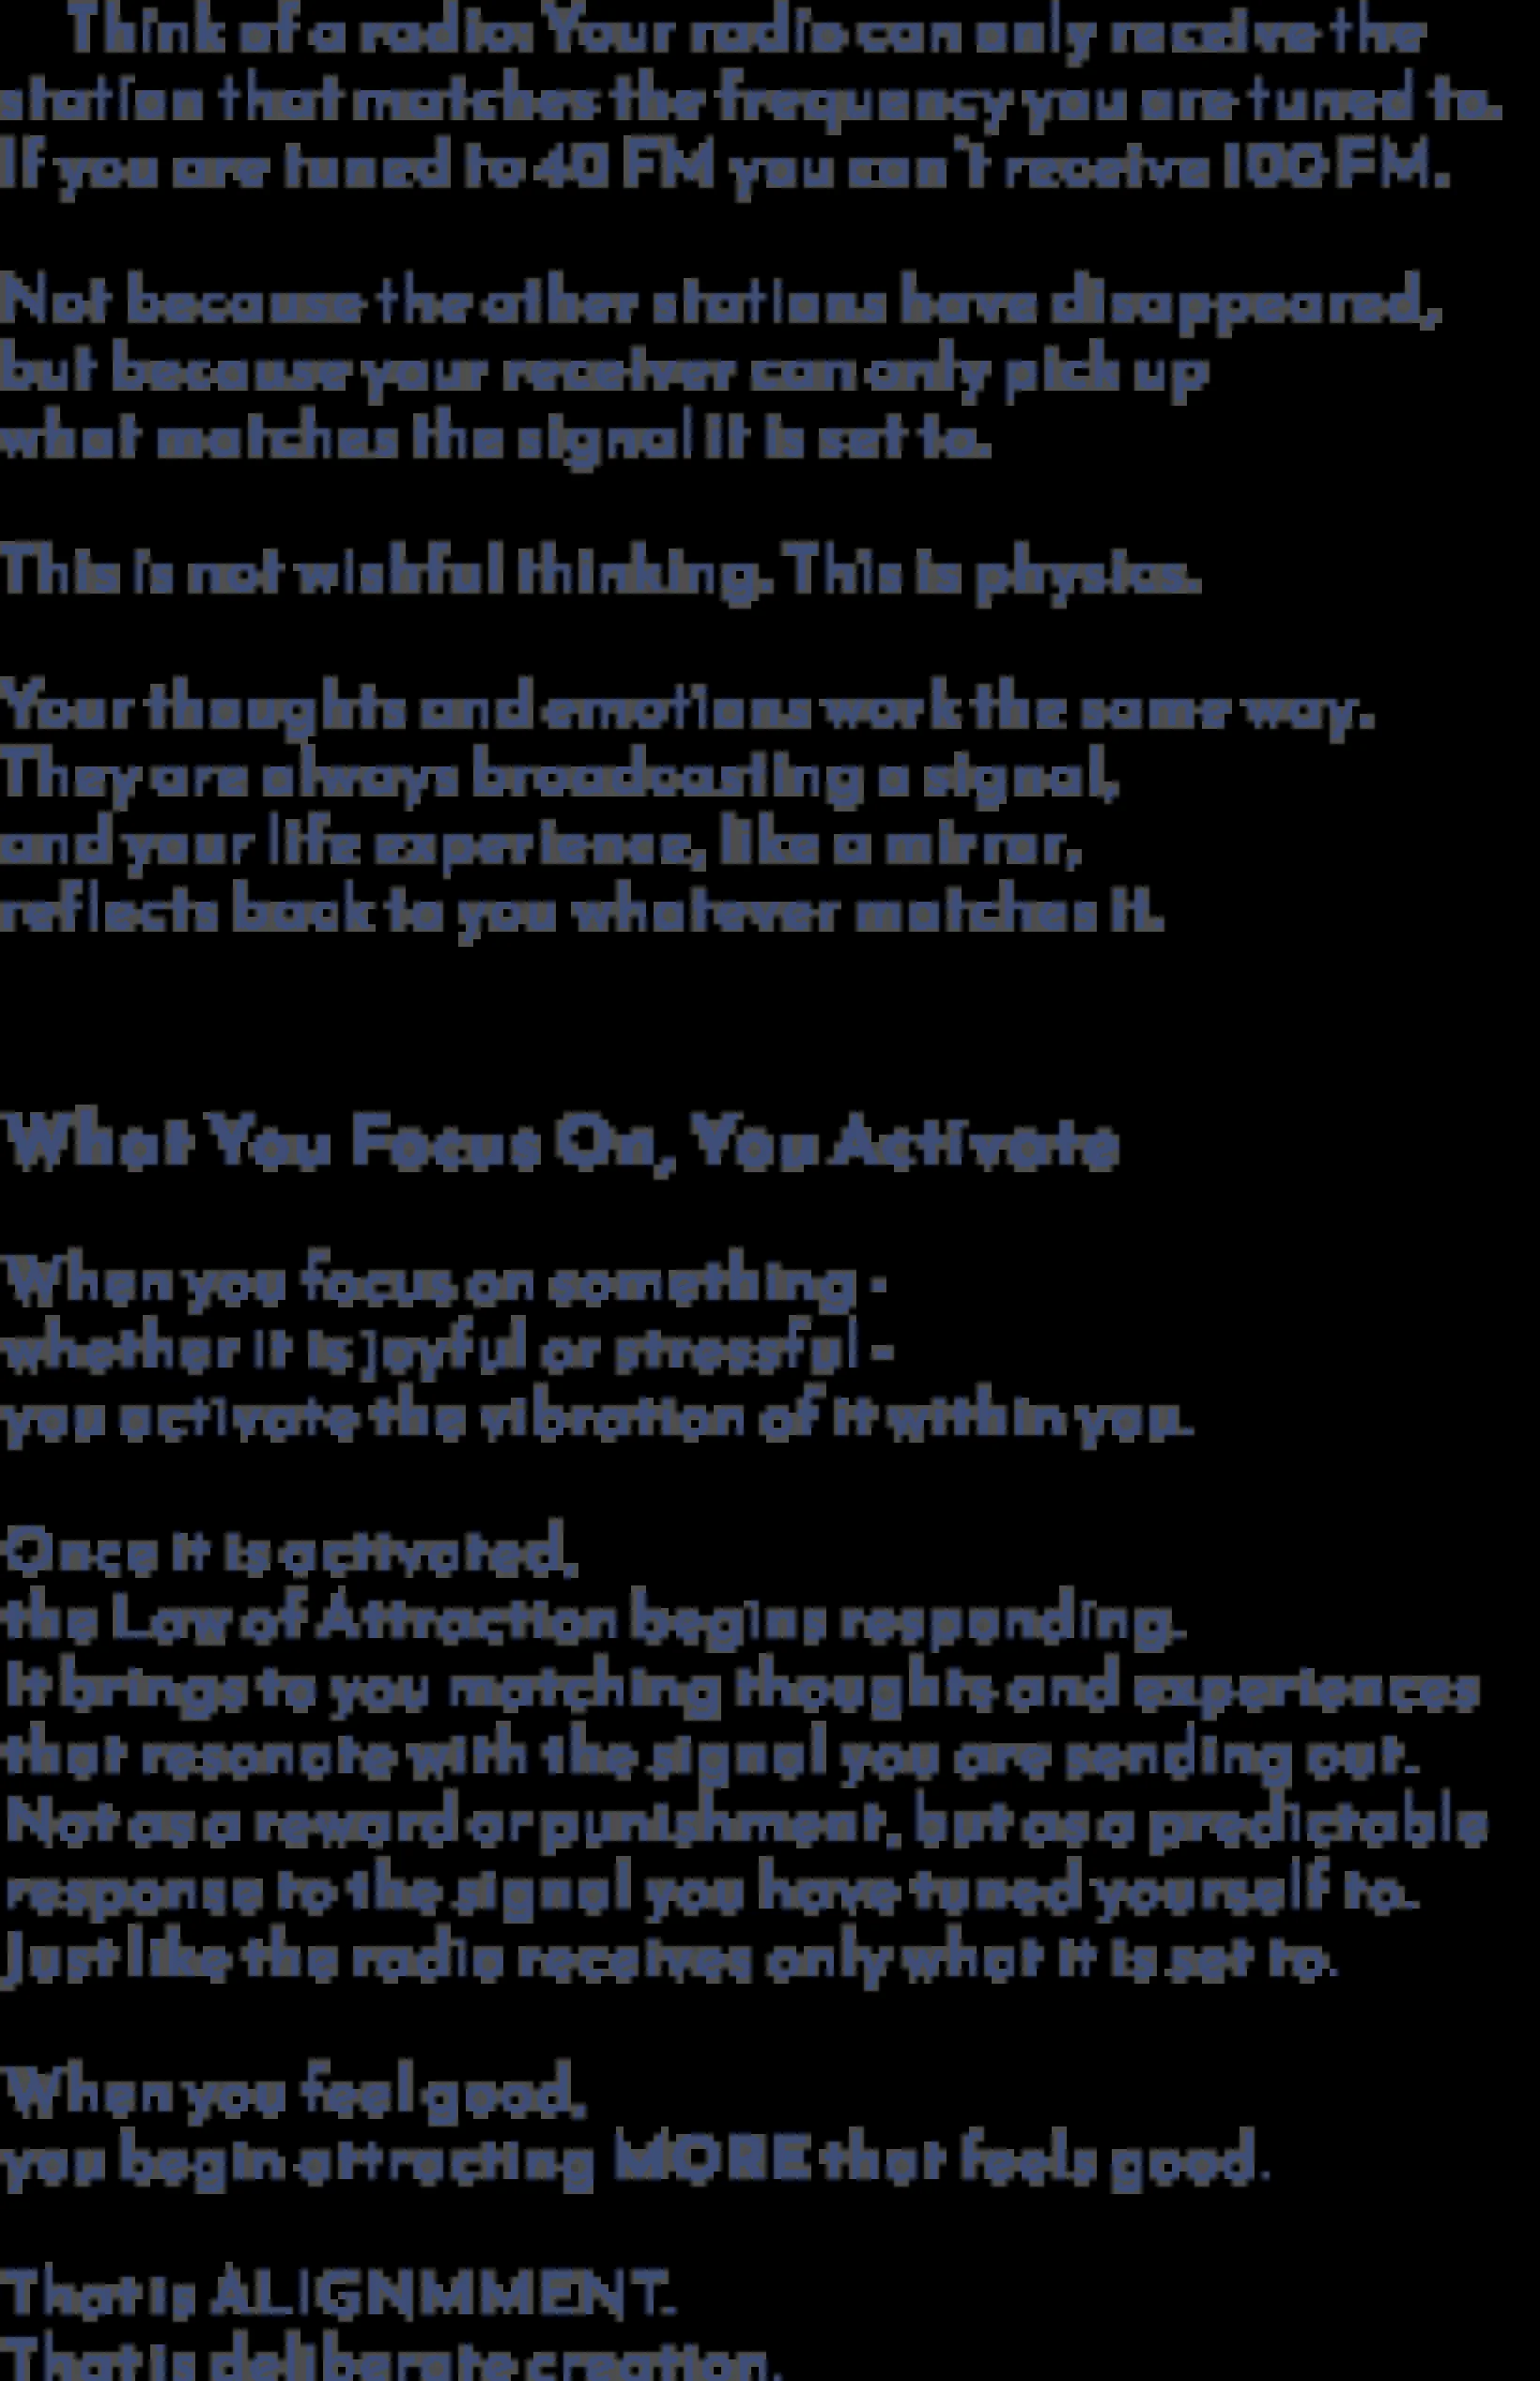 Think of a radio: Your radio can only receive the
station that matches the frequency you are tuned to.
If you are tuned to 40 FM you can't receive 100 FM.
Not because the other stations have disappeared,
but because your receiver can only pick up
what matches the signal it is set to.
This is not wishful thinking. This is physics.
Your thoughts and emotions work the same way.
They are always broadcasting a signal,
and your life experience, like a mirror,
reflects back to you whatever matches it.
What You Focus On, You Activate
When you focus on something -
whether it is joyful or stressful -
you activate the vibration of it within you.
Once it is activated,
the Law of Attraction begins responding.
It brings to you matching thoughts and experiences
that resonate with the signal you are sending out.
Not as a reward or punishment, but as a predictable
response to the signal you have tuned yourself to.
Just like the radio receives only what it is set to.
When you feel good,
you begin attracting MORE that feels good.
That is ALIGNMMENT.
That is deliberate creation.